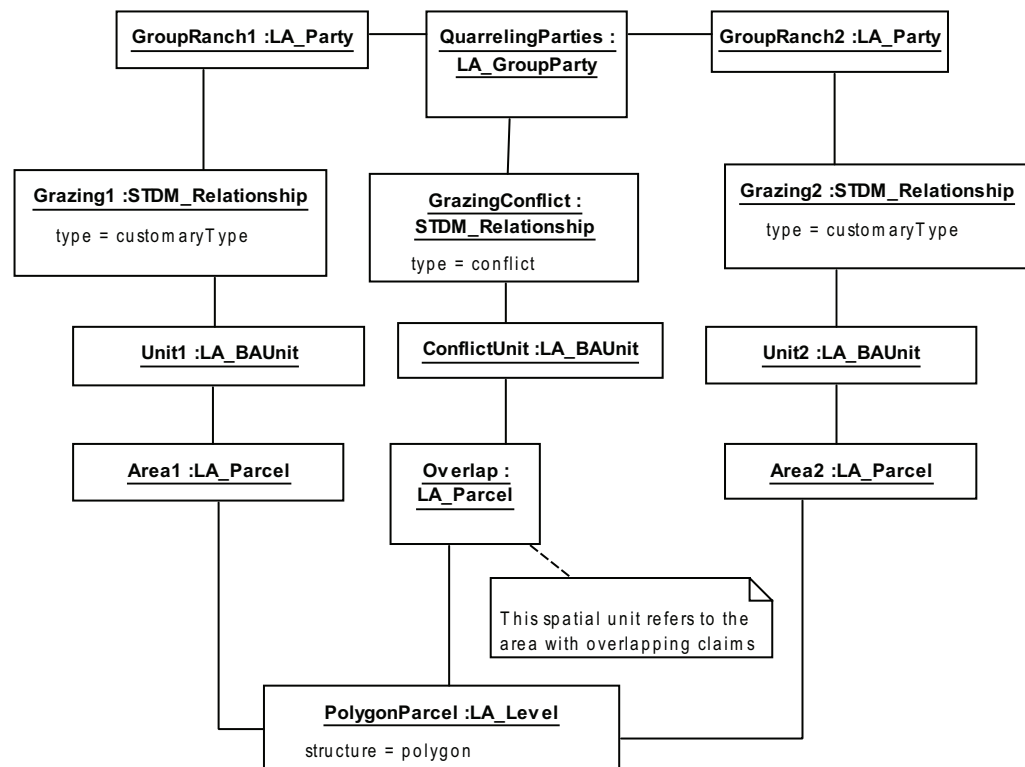 GroupRanch1 :LA_Party
QuarrelingParties :
LA_GroupParty
GroupRanch2 :LA_Party
Grazing1 :STDM_Relationship
type = customaryType
GrazingConflict :
STDM_Relationship
type = conflict
Grazing2 :STDM_Relationship
type = customaryType
Unit1 :LA_BAUnit
ConflictUnit :LA_BAUnit
Unit2 :LA_BAUnit
Area1 :LA_Parcel
Overlap :
LA_Parcel
Area2 :LA_Parcel
This spatial unit refers to the
area with overlapping claims
PolygonParcel :LA_Level
structure = polygon